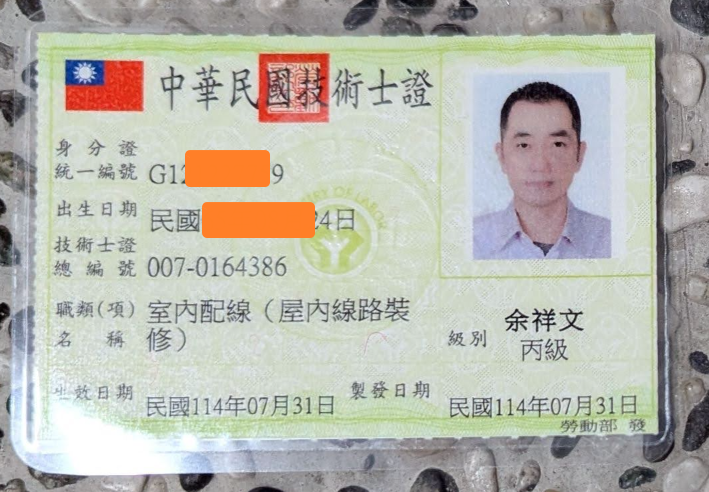 中華民國技術士證
身分證
統一編號 G12 9
出生日期 民國 24日
技術士證
總編號 007-0164386
職類(項) 室內配線（屋內線路裝
名稱 修）
余祥文
級別 丙級
生效日期 民國114年07月31日
製發日期 民國114年07月31日
勞動部 發
MINISTRY OF LABOR